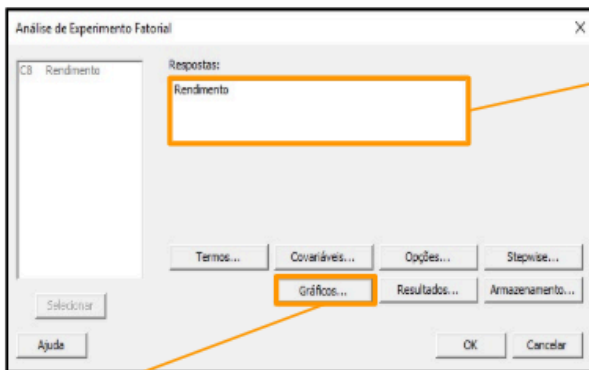 Análise de Experimento Fatorial
C8 Rendimento
Respostas:
Rendimento
Termos... Covariáveis... Opções... Stepwise...
Gráficos... Resultados... Armazenamento...
Selecionar
Ajuda OK Cancelar